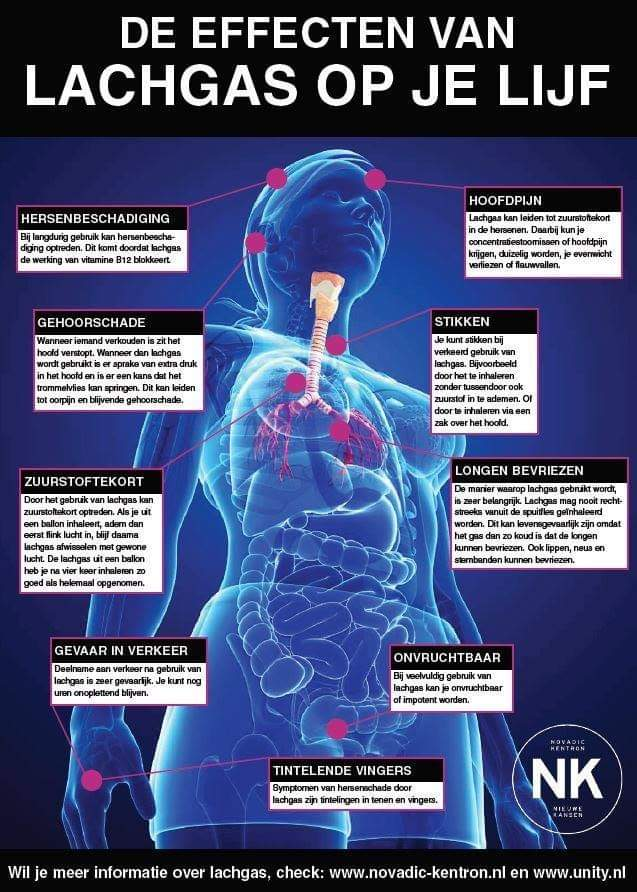 DE EFFECTEN VAN
LACHGAS OP JE LIJF
HERSENBESCHADIGING
Bij langdurig gebruik kan hersenbescha-
diging optreden. Dit komt doordat lachgas
de werking van vitamine B12 blokkeert.
HOOFDPIJN
Lachgas kan leiden tot zuurstoftekort
in de hersenen. Daarbij kun je
concentratiestoornissen of hoofdpijn
krijgen, duizelig worden, je evenwicht
verliezen of flauwvallen.
GEHOORSCHADE
Wanneer iemand verkouden is zit het
hoofd verstopt. Wanneer dan lachgas
wordt gebruikt is er sprake van extra druk
in het hoofd en is er een kans dat het
trommelvlies kan springen. Dit kan leiden
tot oorpijn en blijvende gehoorschade.
STIKKEN
Je kunt stikken bij
verkeerd gebruik van
lachgas. Bijvoorbeeld
door het te inhaleren
zonder tussendoor ook
zuurstof in te ademen. Of
door te inhaleren via een
zak over het hoofd.
ZUURSTOFTEKORT
Door het gebruik van lachgas kan
zuurstoftekort optreden. Als je uit
een ballon inhaleert, adem dan
eerst flink lucht in, blijf daarna
lachgas afwisselen met gewone
lucht. De lachgas uit een ballon
heb je na vier keer inhaleren zo
goed als helemaal opgenomen.
LONGEN BEVRIEZEN
De manier waarop lachgas gebruikt wordt,
is zeer belangrijk. Lachgas mag nooit recht-
streeks vanuit de spuitfles geïnhaleerd
worden. Dit kan levensgevaarlijk zijn omdat
het gas dan zo koud is dat de longen
kunnen bevriezen. Ook lippen, neus en
stembanden kunnen bevriezen.
GEVAAR IN VERKEER
Deelname aan verkeer na gebruik van
lachgas is zeer gevaarlijk. Je kunt nog
uren onoplettend blijven.
ONVRUCHTBAAR
Bij veelvuldig gebruik van
lachgas kan je onvruchtbaar
of impotent worden.
TINTELENDE VINGERS
Symptomen van hersenschade door
lachgas zijn tintelingen in tenen en vingers.
NOVADIC
KENTRON
NK
NIEUWE
KANSEN
Wil je meer informatie over lachgas, check: www.novadic-kentron.nl en www.unity.nl